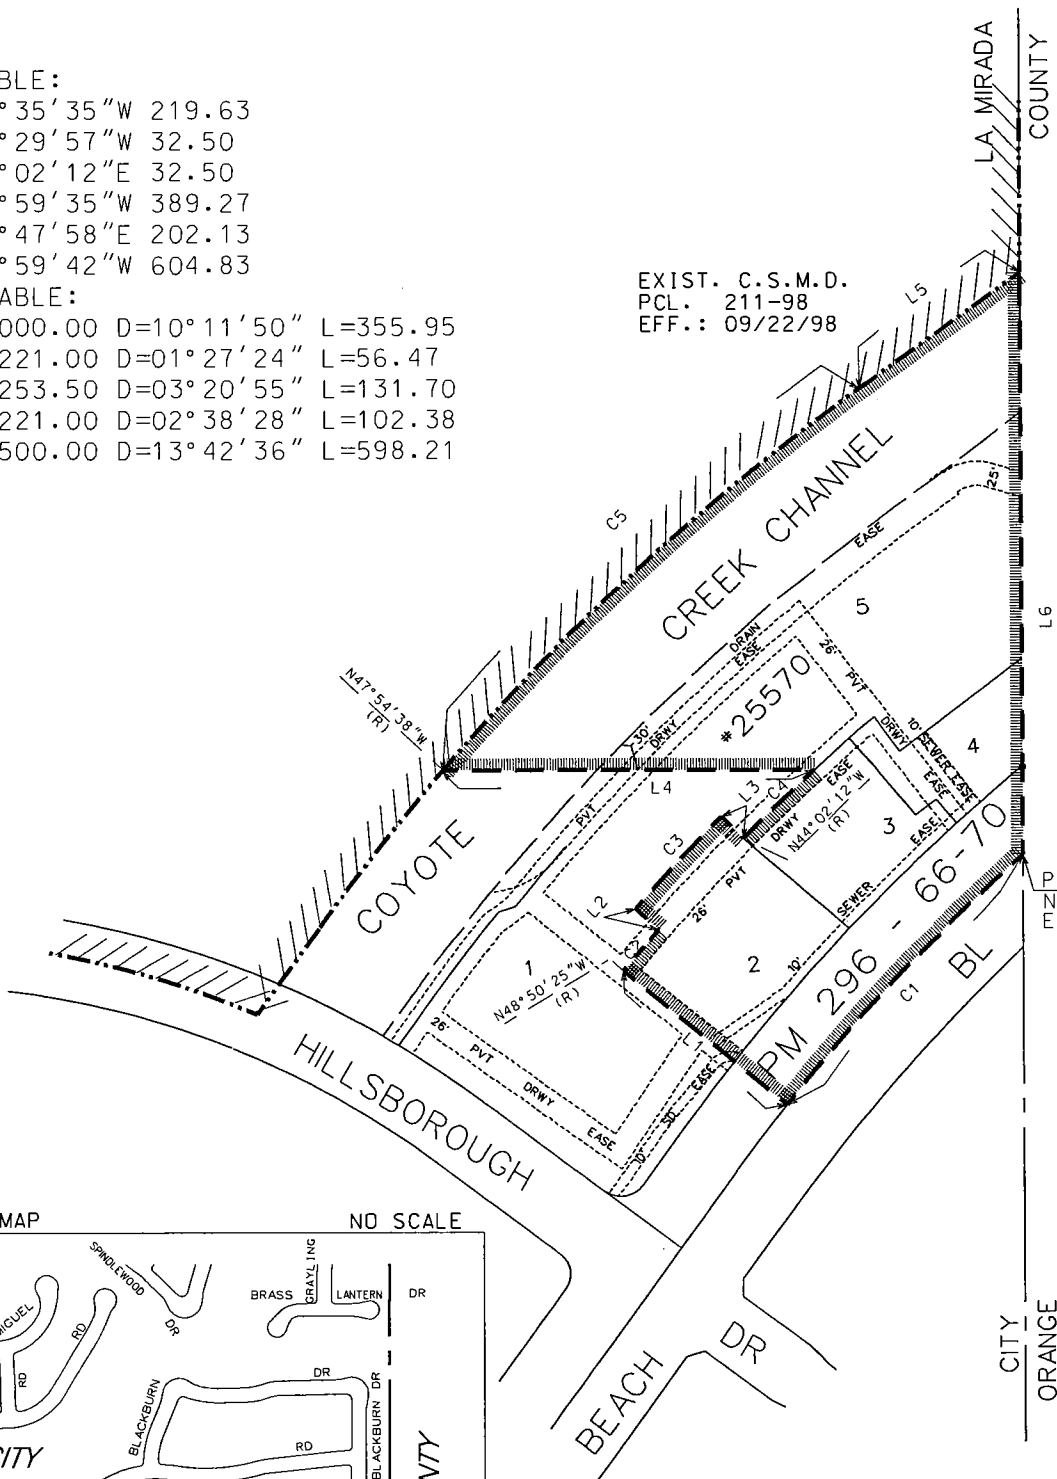 BLE:
°35'35"W 219.63
°29'57"W 32.50
°02'12"E 32.50
°59'35"W 389.27
°47'58"E 202.13
°59'42"W 604.83
ABLE:
000.00 D=10°11'50" L=355.95
221.00 D=01°27'24" L=56.47
253.50 D=03°20'55" L=131.70
221.00 D=02°38'28" L=102.38
500.00 D=13°42'36" L=598.21
LA MIRADA
COUNTY
EXIST. C.S.M.D.
PCL. 211-98
EFF.: 09/22/98
L5
C5
CREEK CHANNEL
25'
EASE
5
L6
DRAIN
EASE
26'
PVT
DRWY
N47°54'38"W
(R)
#25570
30'
DRWY
PVT
10' SEWER EASE
4
EASE
L4
L3
C4
EASE
DRWY
N44°02'12"W
(R)
3
EASE
SEWER
C3
PVT
26'
L2
C2
COYOTE
1
N48°50'25"W
(R)
2
10'
PM 296 - 66-70
P
N
E
C1
BL
L1
26'
PVT
DRWY
EASE
10'
SD
EASE
HILLSBOROUGH
DR
BEACH
CITY
ORANGE
MAP
NO SCALE
SPINDLEWOOD
DR
BRASS
GRAYLING
LANTERN
DR
MIGUEL
RD
RD
DR
BLACKBURN
RD
BLACKBURN DR
CITY
NTY